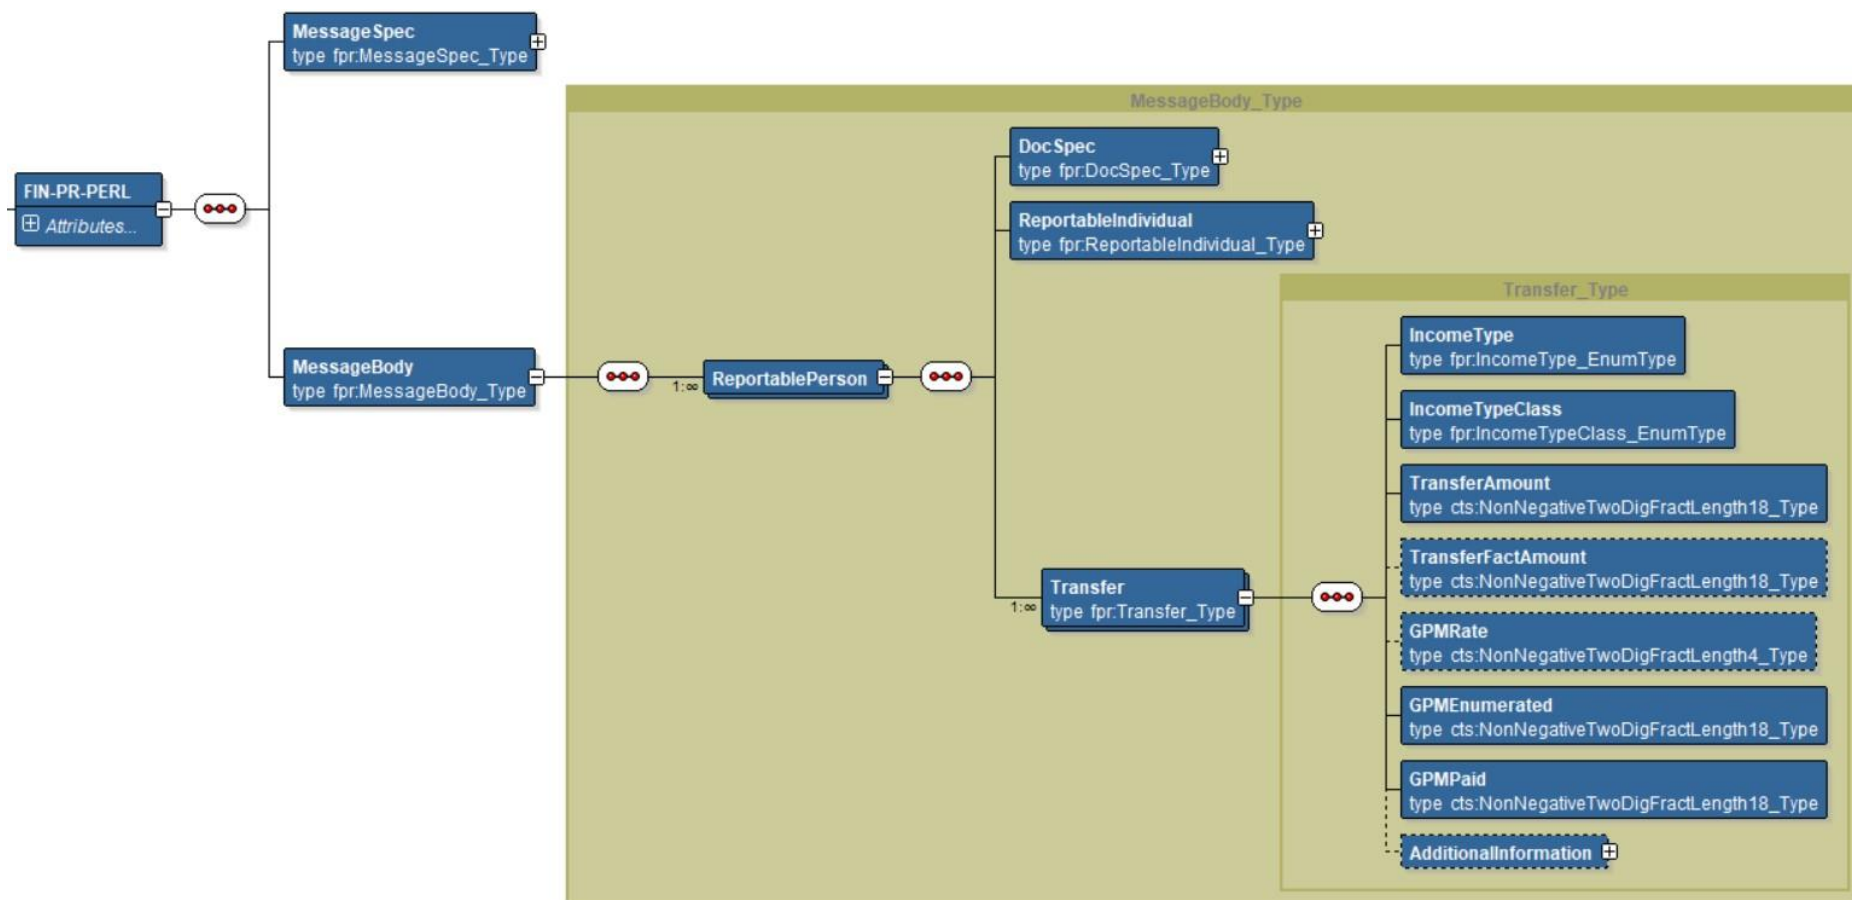 MessageSpec
type fpr:MessageSpec_Type
MessageBody_Type
DocSpec
type fpr:DocSpec_Type
FIN-PR-PERL
Attributes...
ReportableIndividual
type fpr:ReportableIndividual_Type
Transfer_Type
IncomeType
type fpr:IncomeType_EnumType
MessageBody
type fpr:MessageBody_Type
1:∞
ReportablePerson
IncomeTypeClass
type fpr:IncomeTypeClass_EnumType
TransferAmount
type cts:NonNegativeTwoDigFractLength18_Type
TransferFactAmount
type cts:NonNegativeTwoDigFractLength18_Type
Transfer
type fpr:Transfer_Type
1:∞
GPMRate
type cts:NonNegativeTwoDigFractLength4_Type
GPMEnumerated
type cts:NonNegativeTwoDigFractLength18_Type
GPMPaid
type cts:NonNegativeTwoDigFractLength18_Type
AdditionalInformation